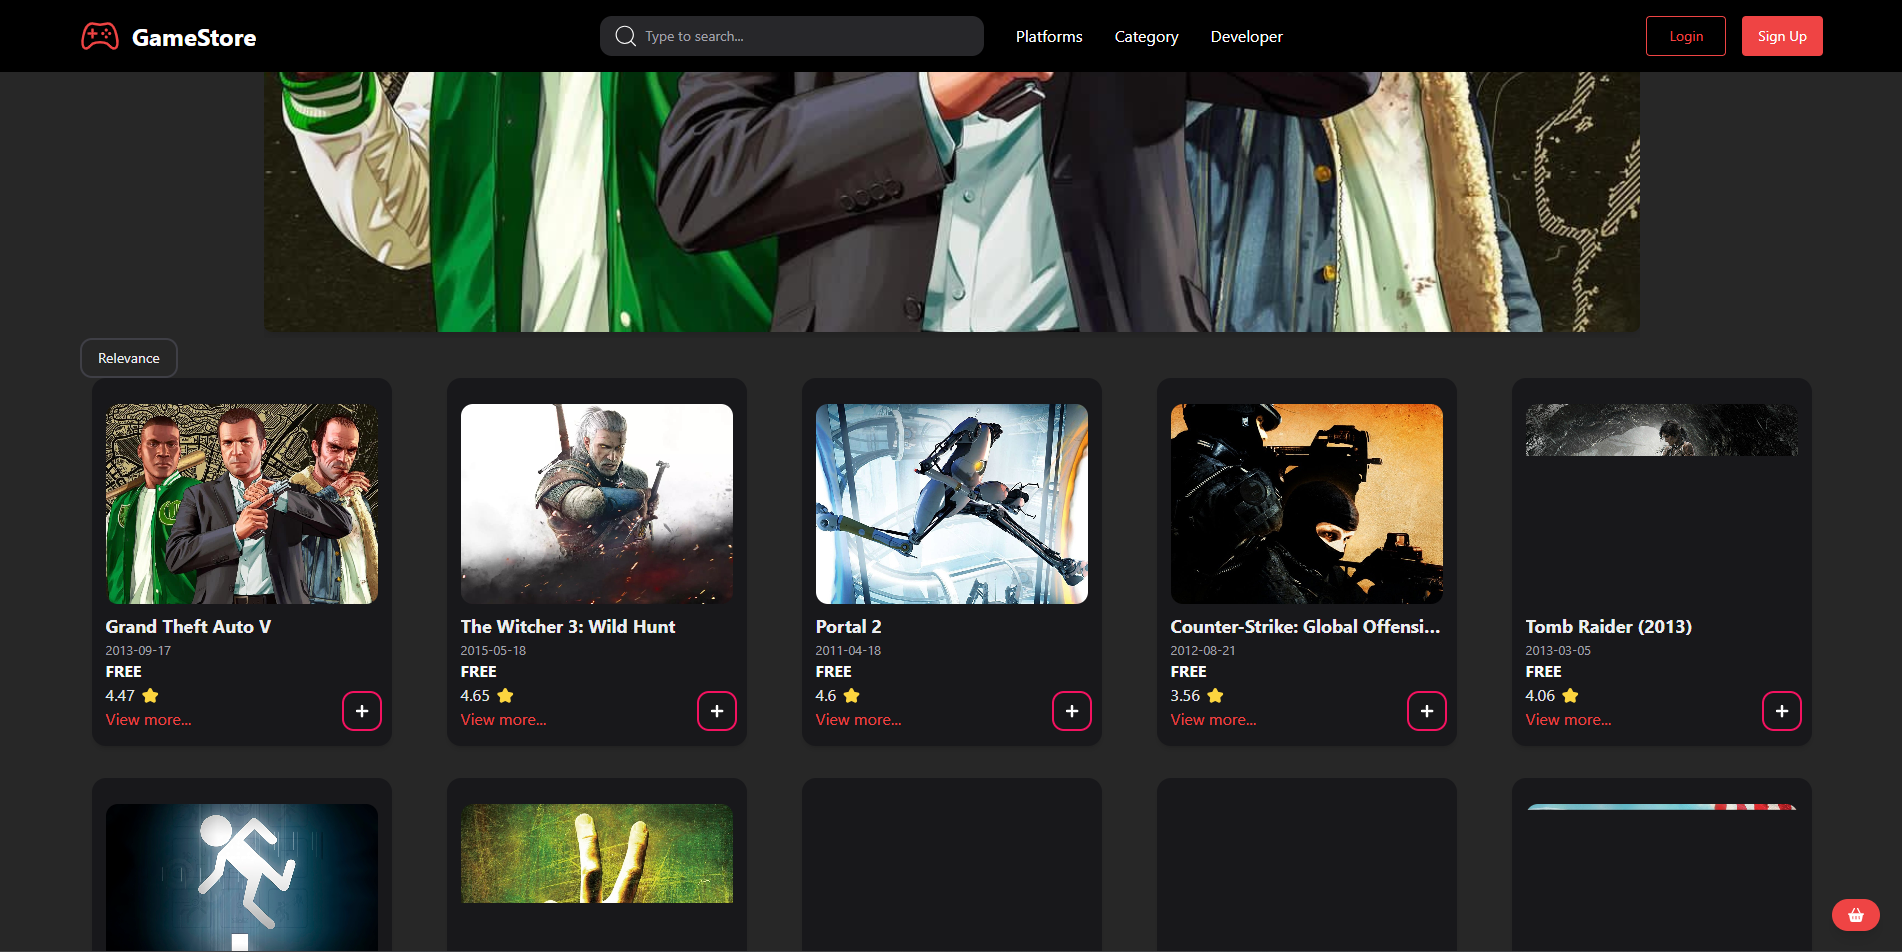 GameStore
Type to search...
Platforms
Category
Developer
Login
Sign Up
Relevance
Grand Theft Auto V
2013-09-17
FREE
4.47
View more...
The Witcher 3: Wild Hunt
2015-05-18
FREE
4.65
View more...
Portal 2
2011-04-18
FREE
4.6
View more...
Counter-Strike: Global Offensi...
2012-08-21
FREE
3.56
View more...
Tomb Raider (2013)
2013-03-05
FREE
4.06
View more...